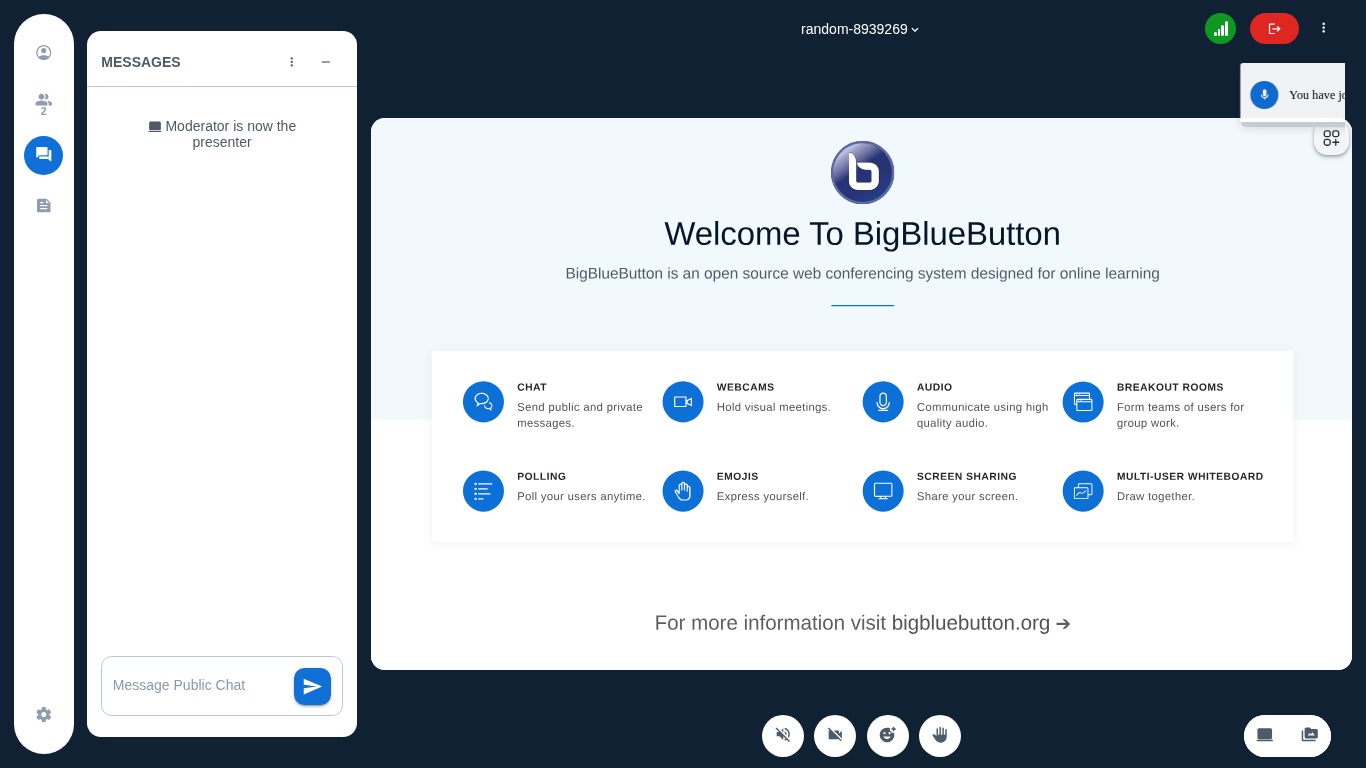 random-8939269
MESSAGES
You have
2
Moderator is now the
presenter
Welcome To BigBlueButton
BigBlueButton is an open source web conferencing system designed for online learning
CHAT
Send public and private
messages.
WEBCAMS
Hold visual meetings.
AUDIO
Communicate using high
quality audio.
BREAKOUT ROOMS
Form teams of users for
group work.
POLLING
Poll your users anytime.
EMOJIS
Express yourself.
SCREEN SHARING
Share your screen.
MULTI-USER WHITEBOARD
Draw together.
For more information visit bigbluebutton.org ➔
Message Public Chat